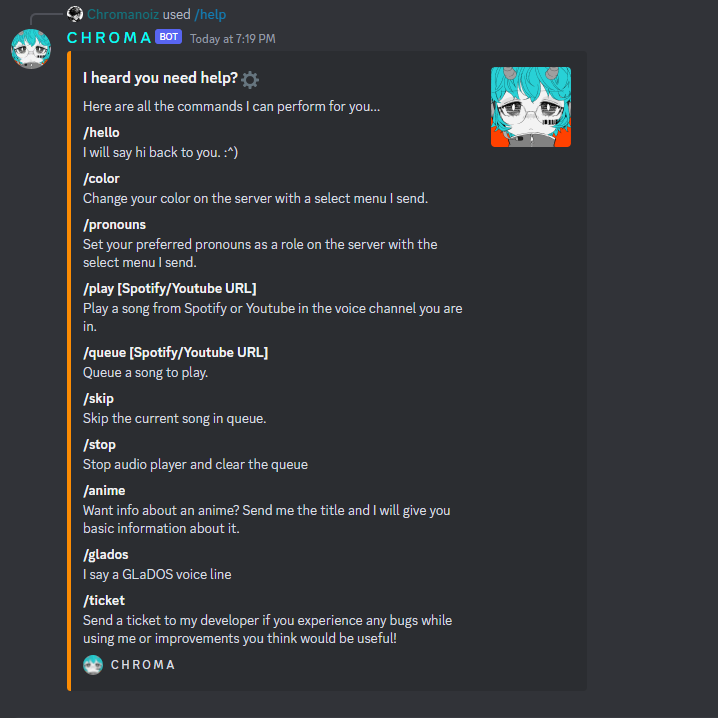 Chromanoiz used /help
CHROMA BOT Today at 7:19 PM
I heard you need help?
Here are all the commands I can perform for you...
/hello
I will say hi back to you. :^)
/color
Change your color on the server with a select menu I send.
/pronouns
Set your preferred pronouns as a role on the server with the
select menu I send.
/play [Spotify/Youtube URL]
Play a song from Spotify or Youtube in the voice channel you are
in.
/queue [Spotify/Youtube URL]
Queue a song to play.
/skip
Skip the current song in queue.
/stop
Stop audio player and clear the queue
/anime
Want info about an anime? Send me the title and I will give you
basic information about it.
/glados
I say a GLaDOS voice line
/ticket
Send a ticket to my developer if you experience any bugs while
using me or improvements you think would be useful!
CHROMA